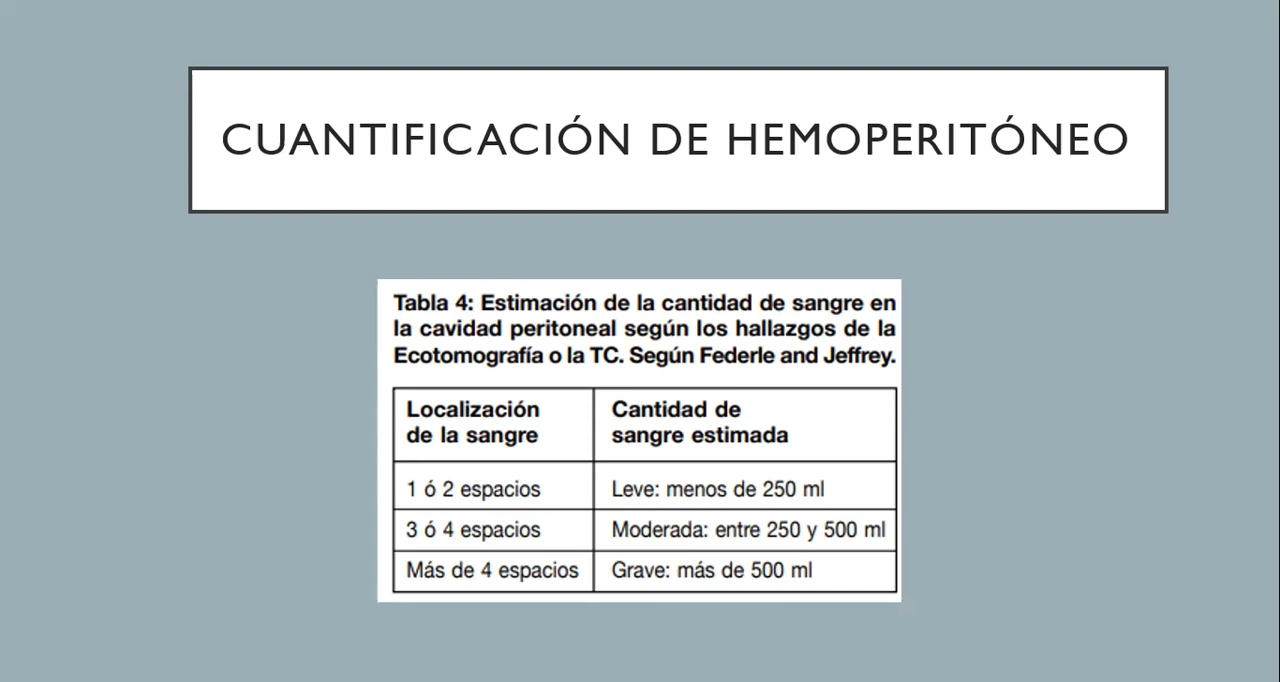 CUANTIFICACIÓN DE HEMOPERITÓNEO
Tabla 4: Estimación de la cantidad de sangre en
la cavidad peritoneal según los hallazgos de la
Ecotomografía o la TC. Según Federle and Jeffrey.
Localización
de la sangre
Cantidad de
sangre estimada
1 ó 2 espacios
Leve: menos de 250 ml
3 ó 4 espacios
Moderada: entre 250 y 500 ml
Más de 4 espacios
Grave: más de 500 ml